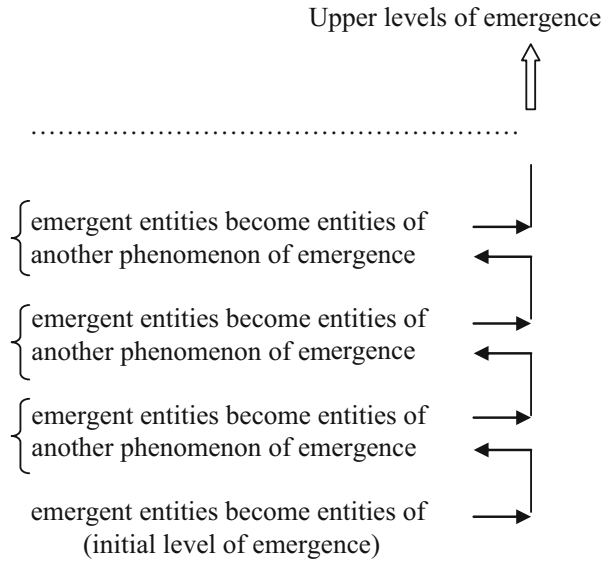 Upper levels of emergence
emergent entities become entities of
another phenomenon of emergence
emergent entities become entities of
another phenomenon of emergence
emergent entities become entities of
another phenomenon of emergence
emergent entities become entities of
(initial level of emergence)